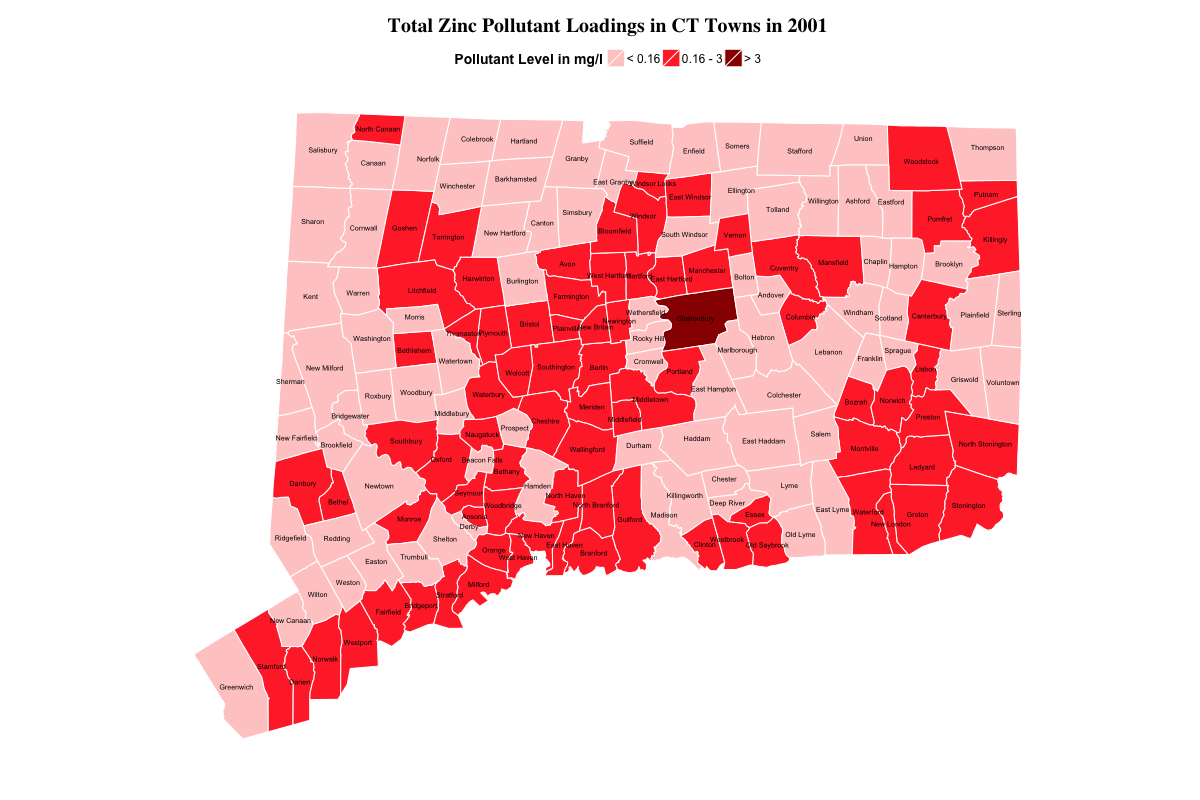 Total Zinc Pollutant Loadings in CT Towns in 2001
Pollutant Level in mg/l < 0.16 0.16 - 3 > 3
North Canaan
Salisbury
Canaan
Norfolk
Colebrook
Hartland
Granby
Suffield
Enfield
Somers
Stafford
Union
Woodstock
Thompson
Winchester
Barkhamsted
East Granby
Windsor Locks
East Windsor
Ellington
Tolland
Willington
Ashford
Eastford
Putnam
Sharon
Cornwall
Goshen
Torrington
New Hartford
Canton
Simsbury
Bloomfield
Windsor
South Windsor
Vernon
Pomfret
Killingly
Kent
Warren
Litchfield
Harwinton
Burlington
Avon
West Hartford
Hartford
East Hartford
Manchester
Bolton
Coventry
Mansfield
Chaplin
Hampton
Brooklyn
Morris
Farmington
Wethersfield
Glastonbury
Andover
Columbia
Windham
Scotland
Canterbury
Plainfield
Sterling
Washington
Bethlehem
Thomaston
Plymouth
Bristol
Plainville
New Britain
Newington
Rocky Hill
Marlborough
Hebron
Lebanon
Franklin
Sprague
Lisbon
Griswold
Voluntown
New Milford
Sherman
Roxbury
Woodbury
Watertown
Wolcott
Southington
Berlin
Cromwell
Portland
East Hampton
Colchester
Bozrah
Norwich
Preston
Bridgewater
Middlebury
Waterbury
Cheshire
Meriden
Middletown
Middlefield
New Fairfield
Brookfield
Southbury
Naugatuck
Prospect
Wallingford
Durham
Haddam
East Haddam
Salem
Montville
North Stonington
Oxford
Beacon Falls
Bethany
Ledyard
Danbury
Bethel
Newtown
Seymour
Woodbridge
Hamden
North Haven
North Branford
Guilford
Madison
Killingworth
Chester
Deep River
Essex
Lyme
East Lyme
Waterford
New London
Groton
Stonington
Ridgefield
Redding
Monroe
Ansonia
Derby
Shelton
New Haven
East Haven
Branford
Clinton
Westbrook
Old Saybrook
Old Lyme
Orange
West Haven
Easton
Trumbull
Weston
Wilton
Milford
Stratford
Bridgeport
Fairfield
New Canaan
Westport
Norwalk
Stamford
Darien
Greenwich